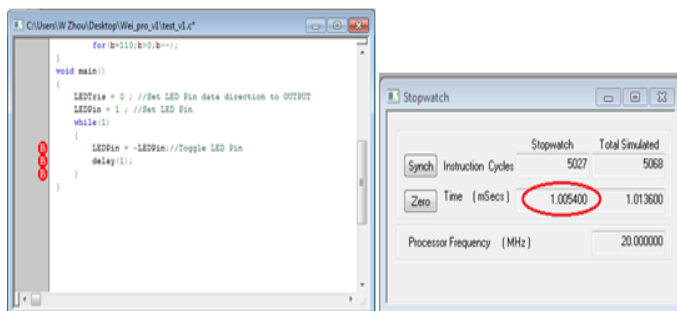 C:\Users\W Zhou\Desktop\Wei_pro_v1\test_v1.c*
for(b=110;b>0;b--);
}
void main()
{
LEDTris = 0 ; //Set LED Pin data direction to OUTPUT
LEDPin = 1 ; //Set LED Pin
while(1)
{
B LEDPin = ~LEDPin;//Toggle LED Pin
B delay(1);
B }
}
Stopwatch
Stopwatch Total Simulated
Synch Instruction Cycles 5027 5068
Zero Time (mSecs) 1.005400 1.013600
Processor Frequency (MHz) 20.000000